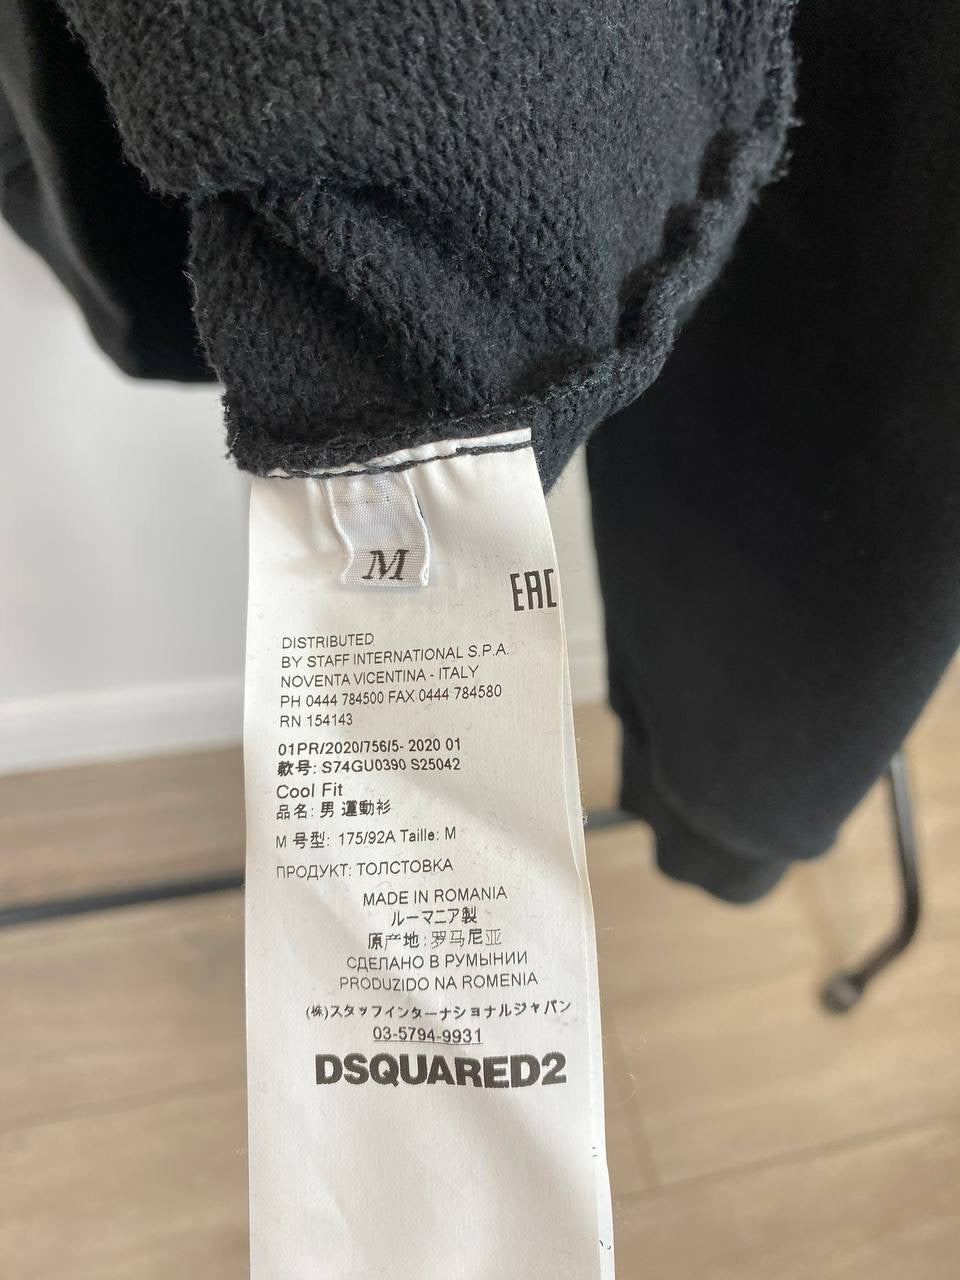 M
EAC
DISTRIBUTED
BY STAFF INTERNATIONAL S.P.A.
NOVENTA VICENTINA - ITALY
PH 0444 784500 FAX 0444 784580
RN 154143
01PR/2020/756/5- 2020 01
款号: S74GU0390 S25042
Cool Fit
品名: 男 運動衫
M 号型: 175/92A Taille: M
ПРОДУКТ: ТОЛСТОВКА
MADE IN ROMANIA
ルーマニア製
原产地: 罗马尼亚
СДЕЛАНО В РУМЫНИИ
PRODUZIDO NA ROMENIA
(株)スタッフインターナショナルジャパン
03-5794-9931
DSQUARED2